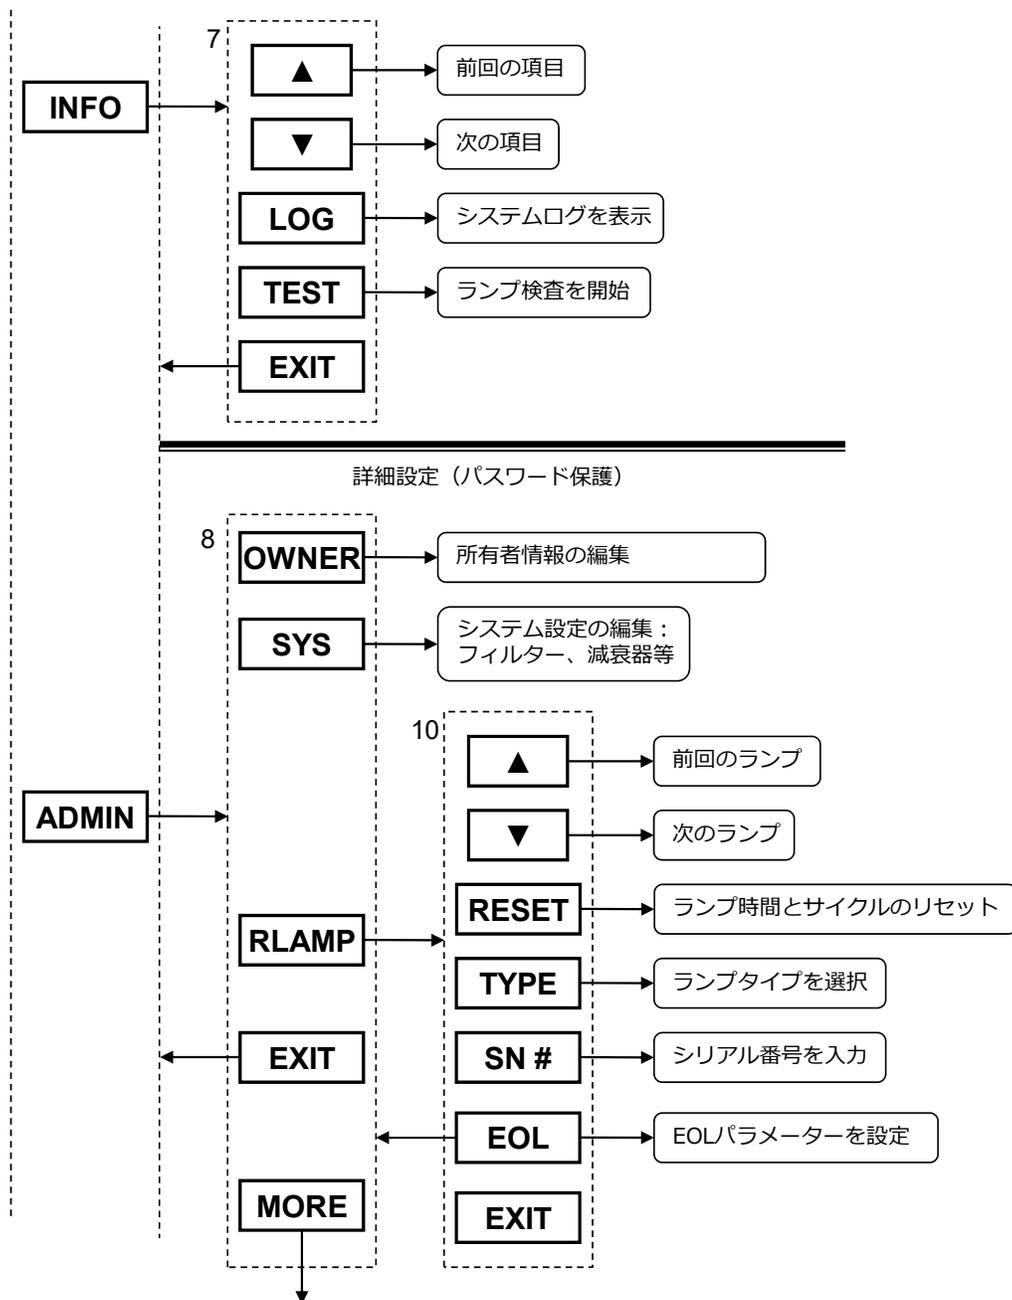 7
▲
前回の項目
INFO
▼
次の項目
LOG
システムログを表示
TEST
ランプ検査を開始
EXIT
詳細設定（パスワード保護）
8
OWNER
所有者情報の編集
SYS
システム設定の編集：
フィルター、減衰器等
10
▲
前回のランプ
ADMIN
▼
次のランプ
RESET
ランプ時間とサイクルのリセット
RLAMP
TYPE
ランプタイプを選択
EXIT
SN #
シリアル番号を入力
EOL
EOLパラメーターを設定
MORE
EXIT